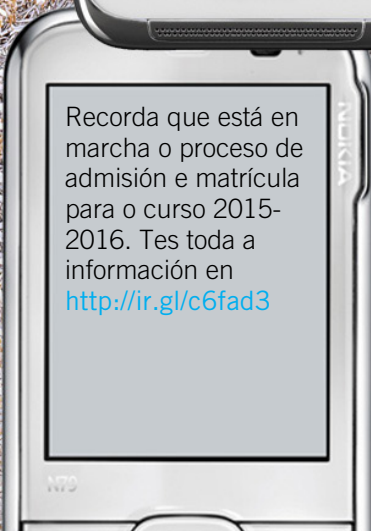 Recorda que está en
marcha o proceso de
admisión e matrícula
para o curso 2015-
2016. Tes toda a
información en
http://ir.gl/c6fad3
NOKIA
N79